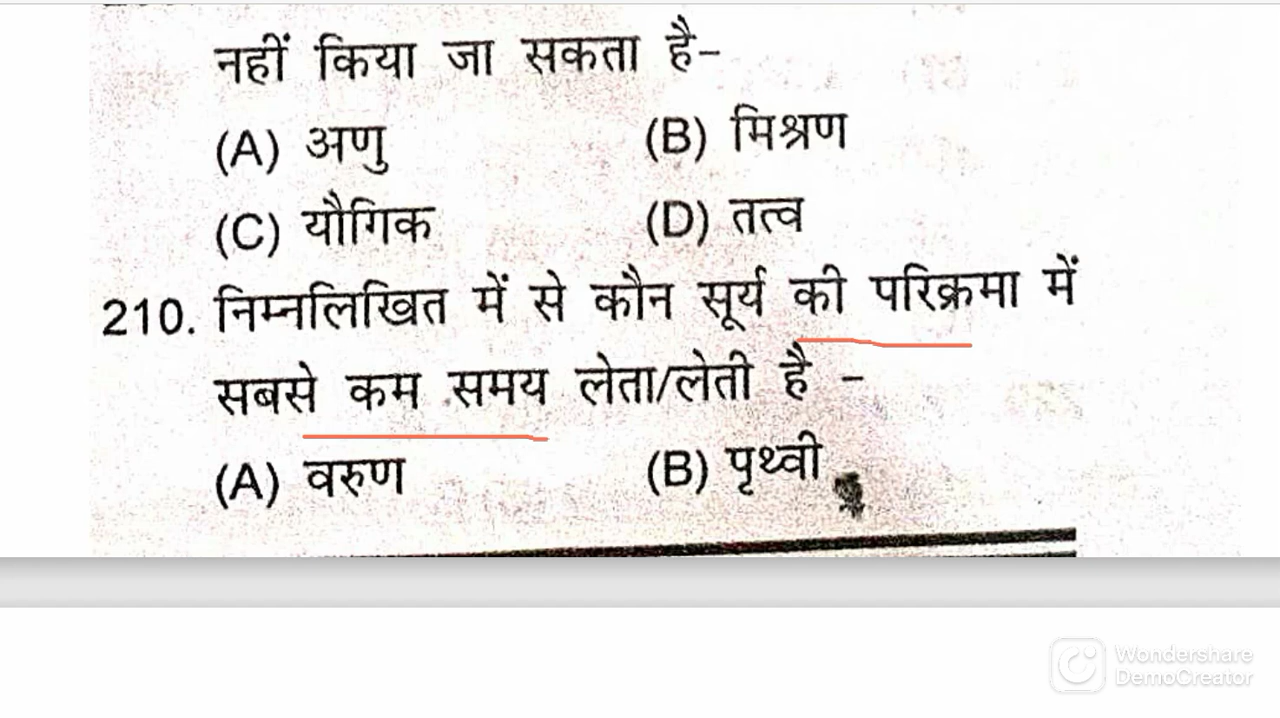 नहीं किया जा सकता है-
(A) अणु (B) मिश्रण
(C) यौगिक (D) तत्व
210. निम्नलिखित में से कौन सूर्य की परिक्रमा में
सबसे कम समय लेता/लेती है -
(A) वरुण (B) पृथ्वी
Wondershare
DemoCreator